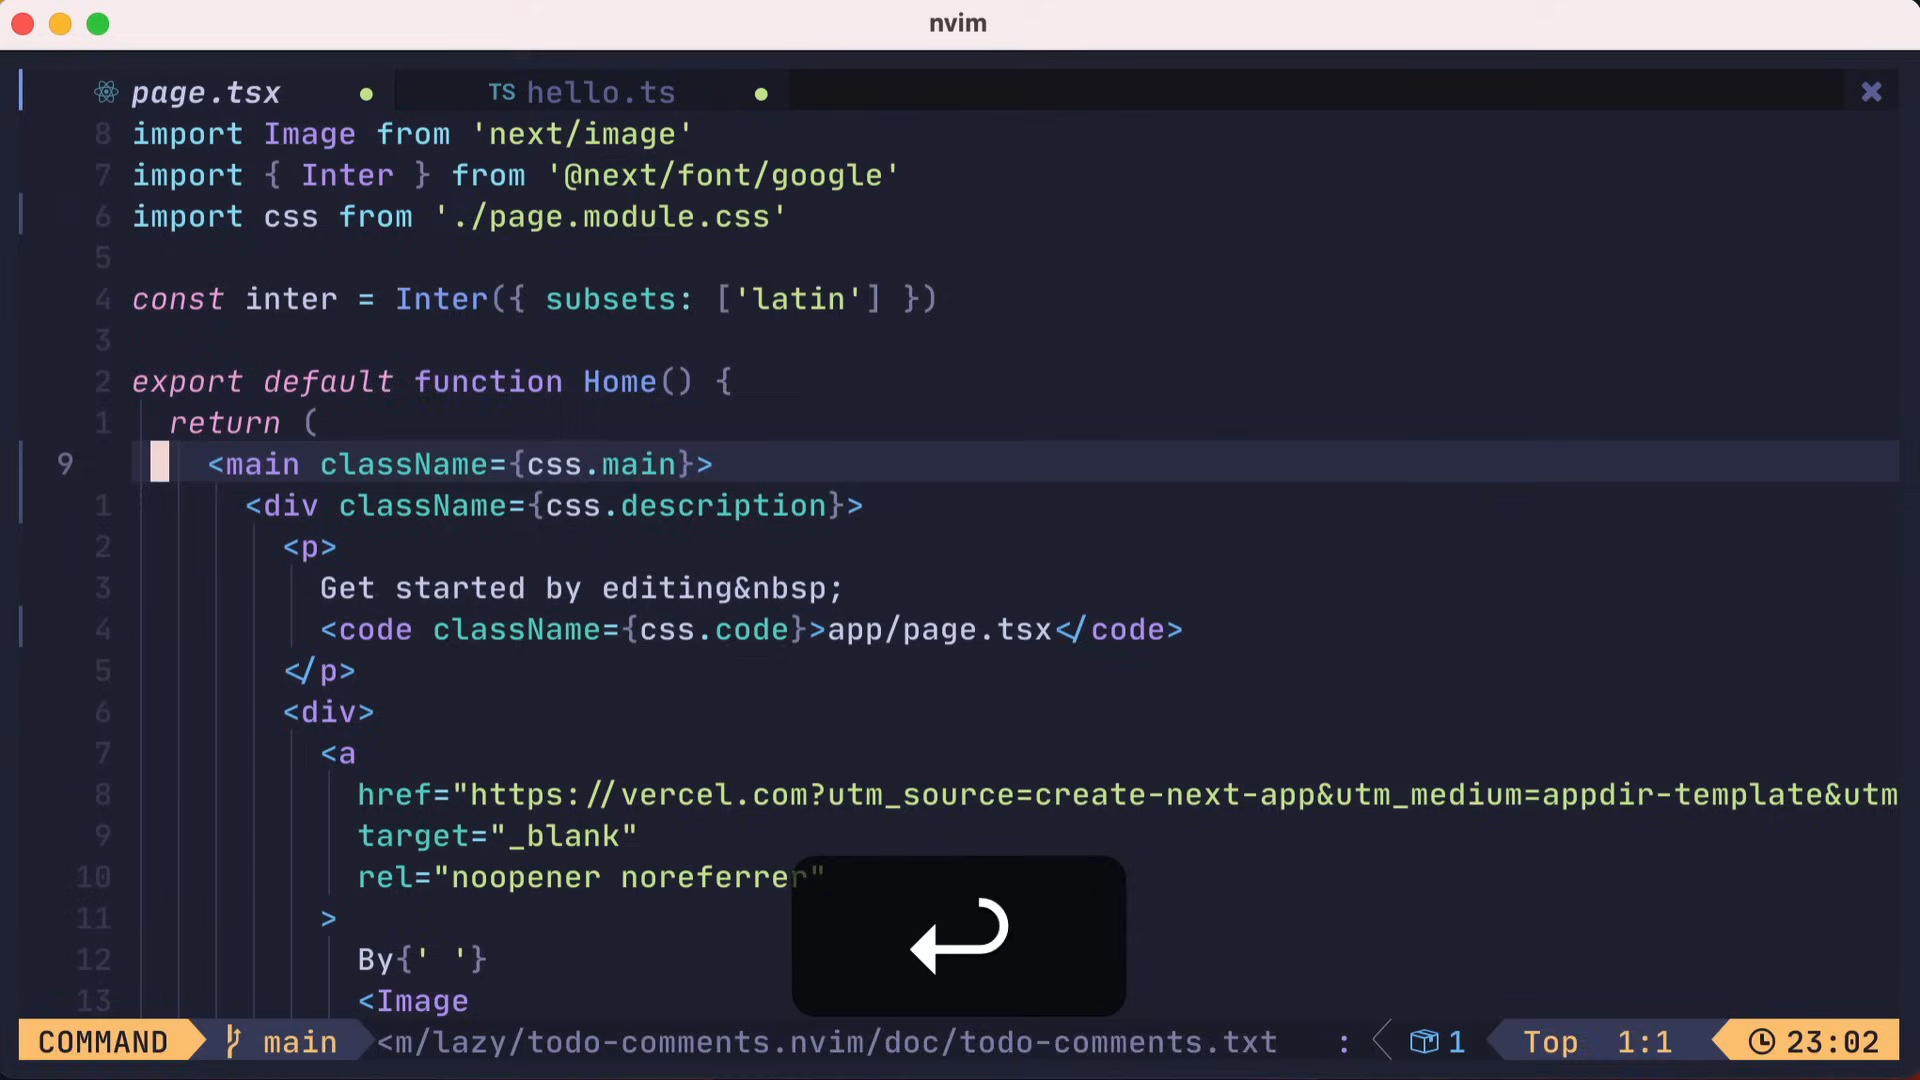 nvim
page.tsx TS hello.ts
8 import Image from 'next/image'
7 import { Inter } from '@next/font/google'
6 import css from './page.module.css'
5
4 const inter = Inter({ subsets: ['latin'] })
3
2 export default function Home() {
1 return (
9 <main className={css.main}>
1 <div className={css.description}>
2 <p>
3 Get started by editing&nbsp;
4 <code className={css.code}>app/page.tsx</code>
5 </p>
6 <div>
7 <a
8 href="https://vercel.com?utm_source=create-next-app&utm_medium=appdir-template&utm
9 target="_blank"
10 rel="noopener noreferrer"
11 >
12 By{' '}
13 <Image
COMMAND main <m/lazy/todo-comments.nvim/doc/todo-comments.txt : 1 Top 1:1 23:02